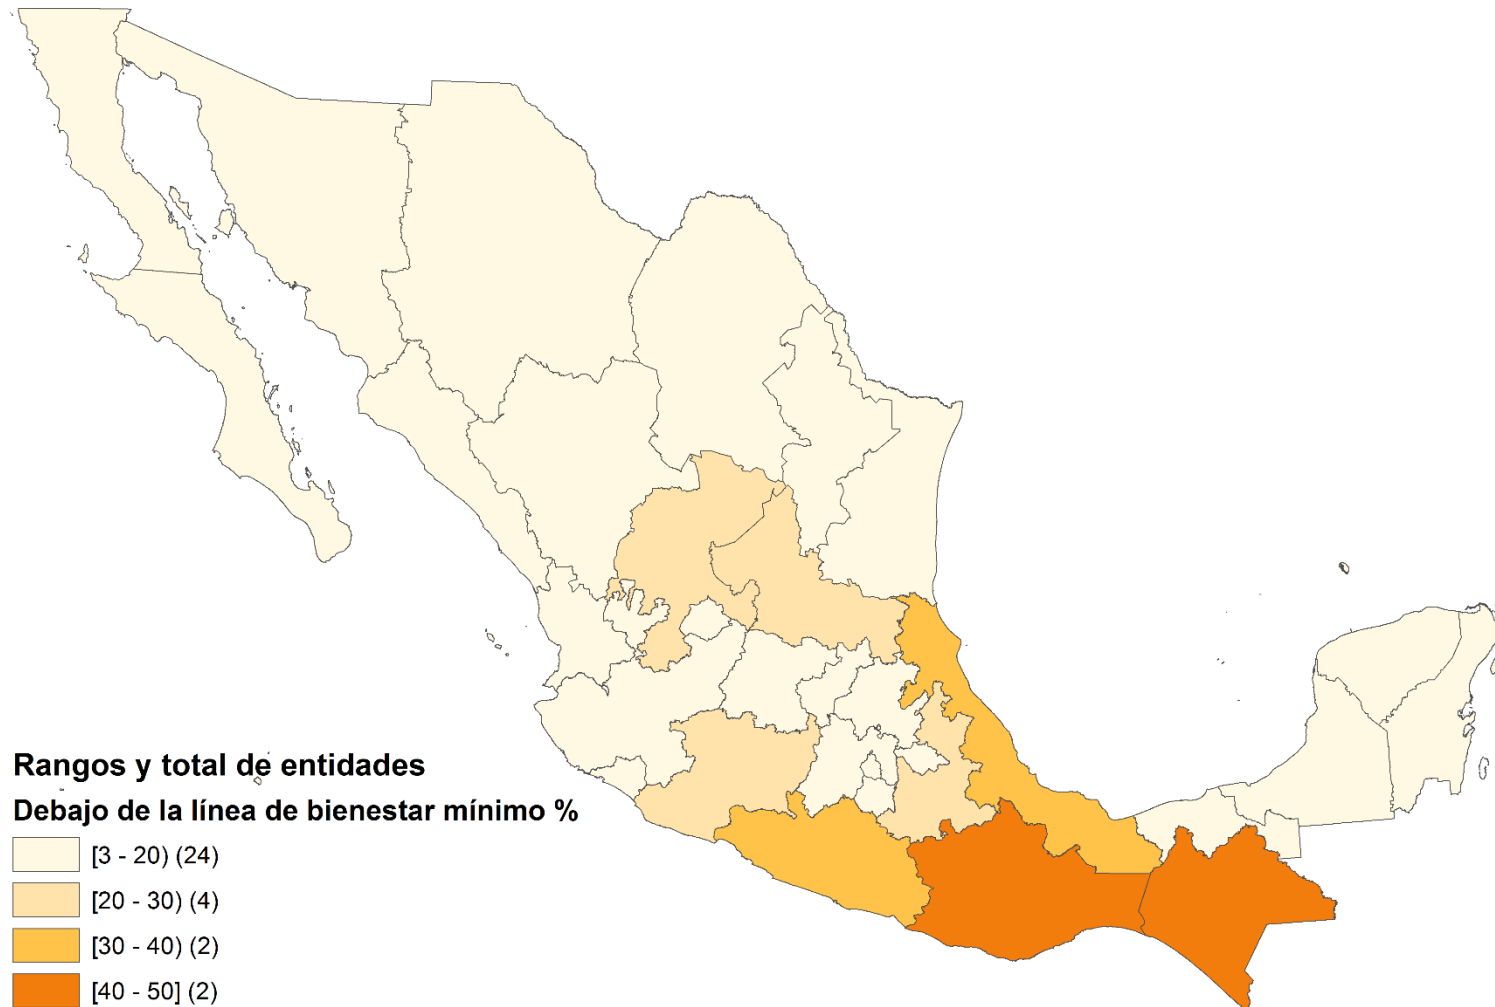 Rangos y total de entidades
Debajo de la línea de bienestar mínimo %
[3 - 20) (24)
[20 - 30) (4)
[30 - 40) (2)
[40 - 50] (2)